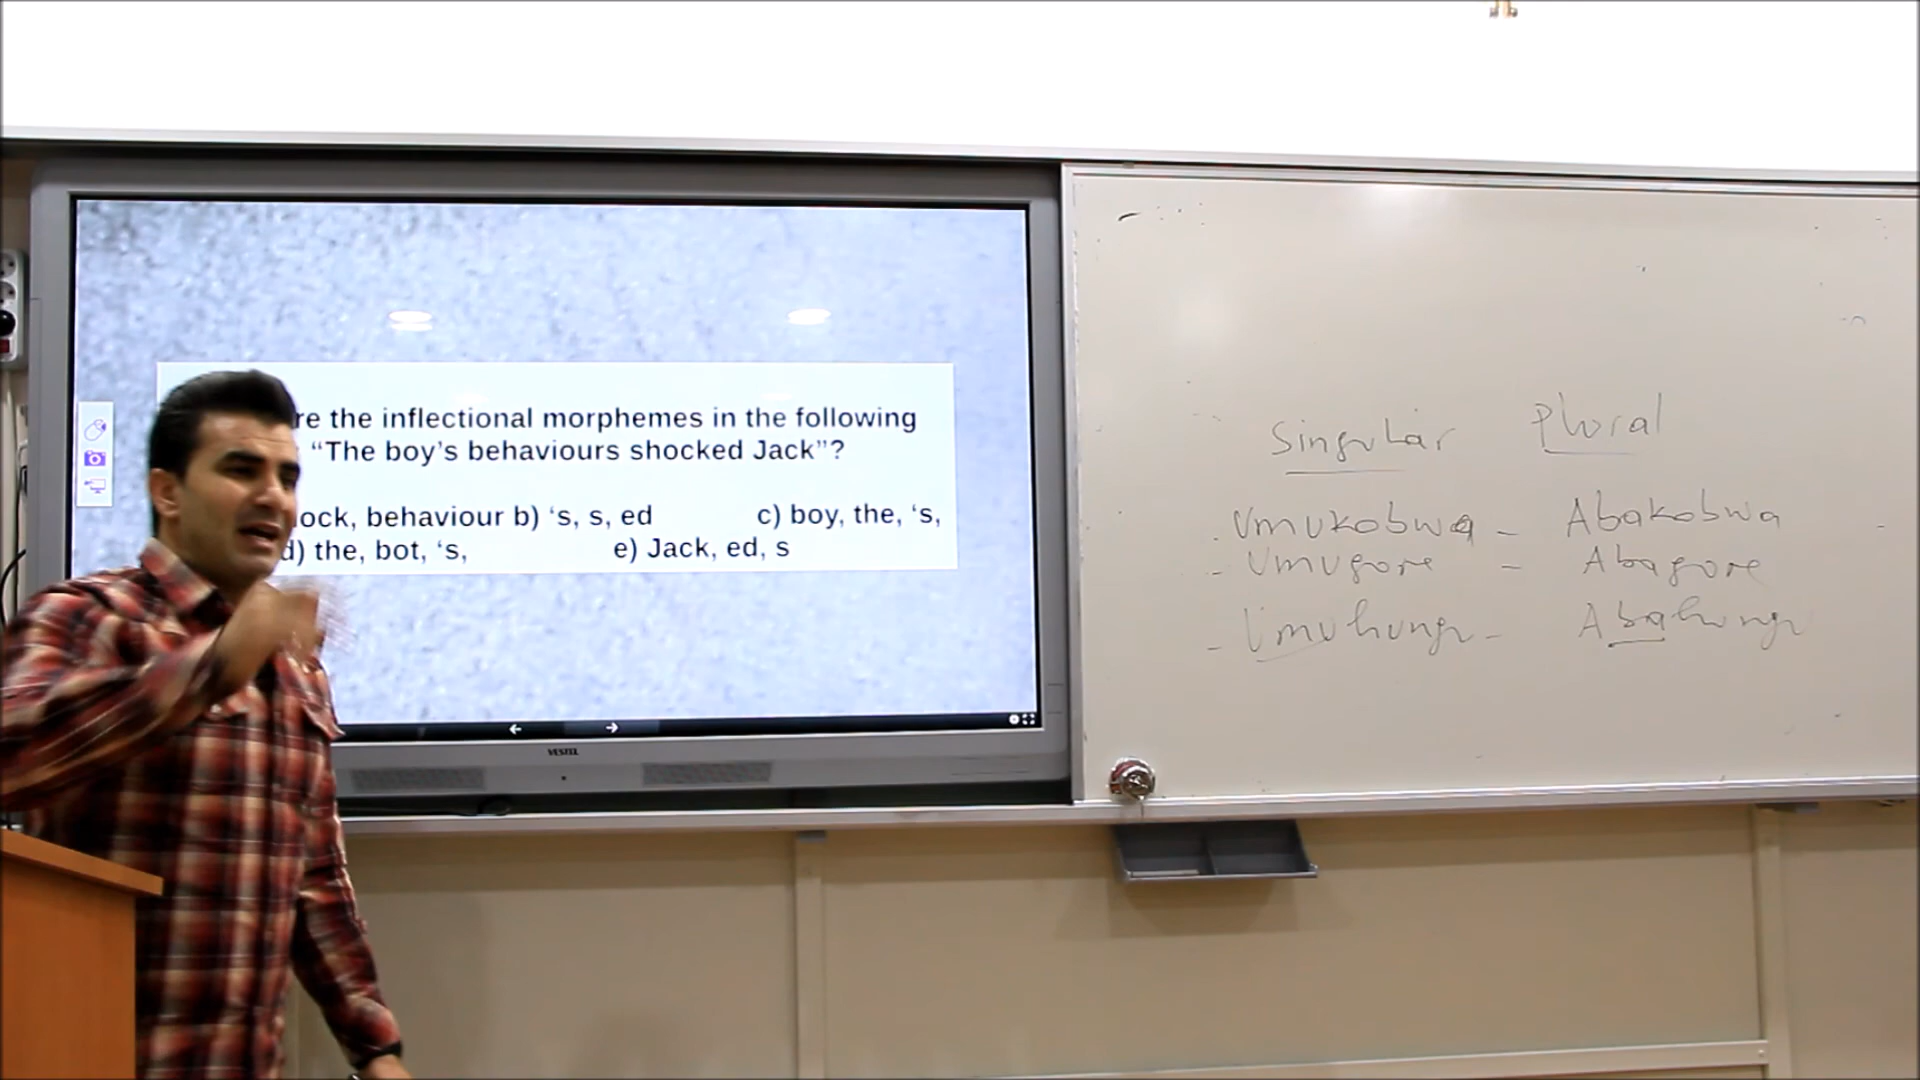 re the inflectional morphemes in the following
“The boy’s behaviours shocked Jack”?
ock, behaviour b) ‘s, s, ed c) boy, the, ‘s,
d) the, bot, ‘s, e) Jack, ed, s
VESTEL
Singular Plural
- Umukobwa - Abakobwa
- Umugore - Abagore
- Umuhungu - Abahungu